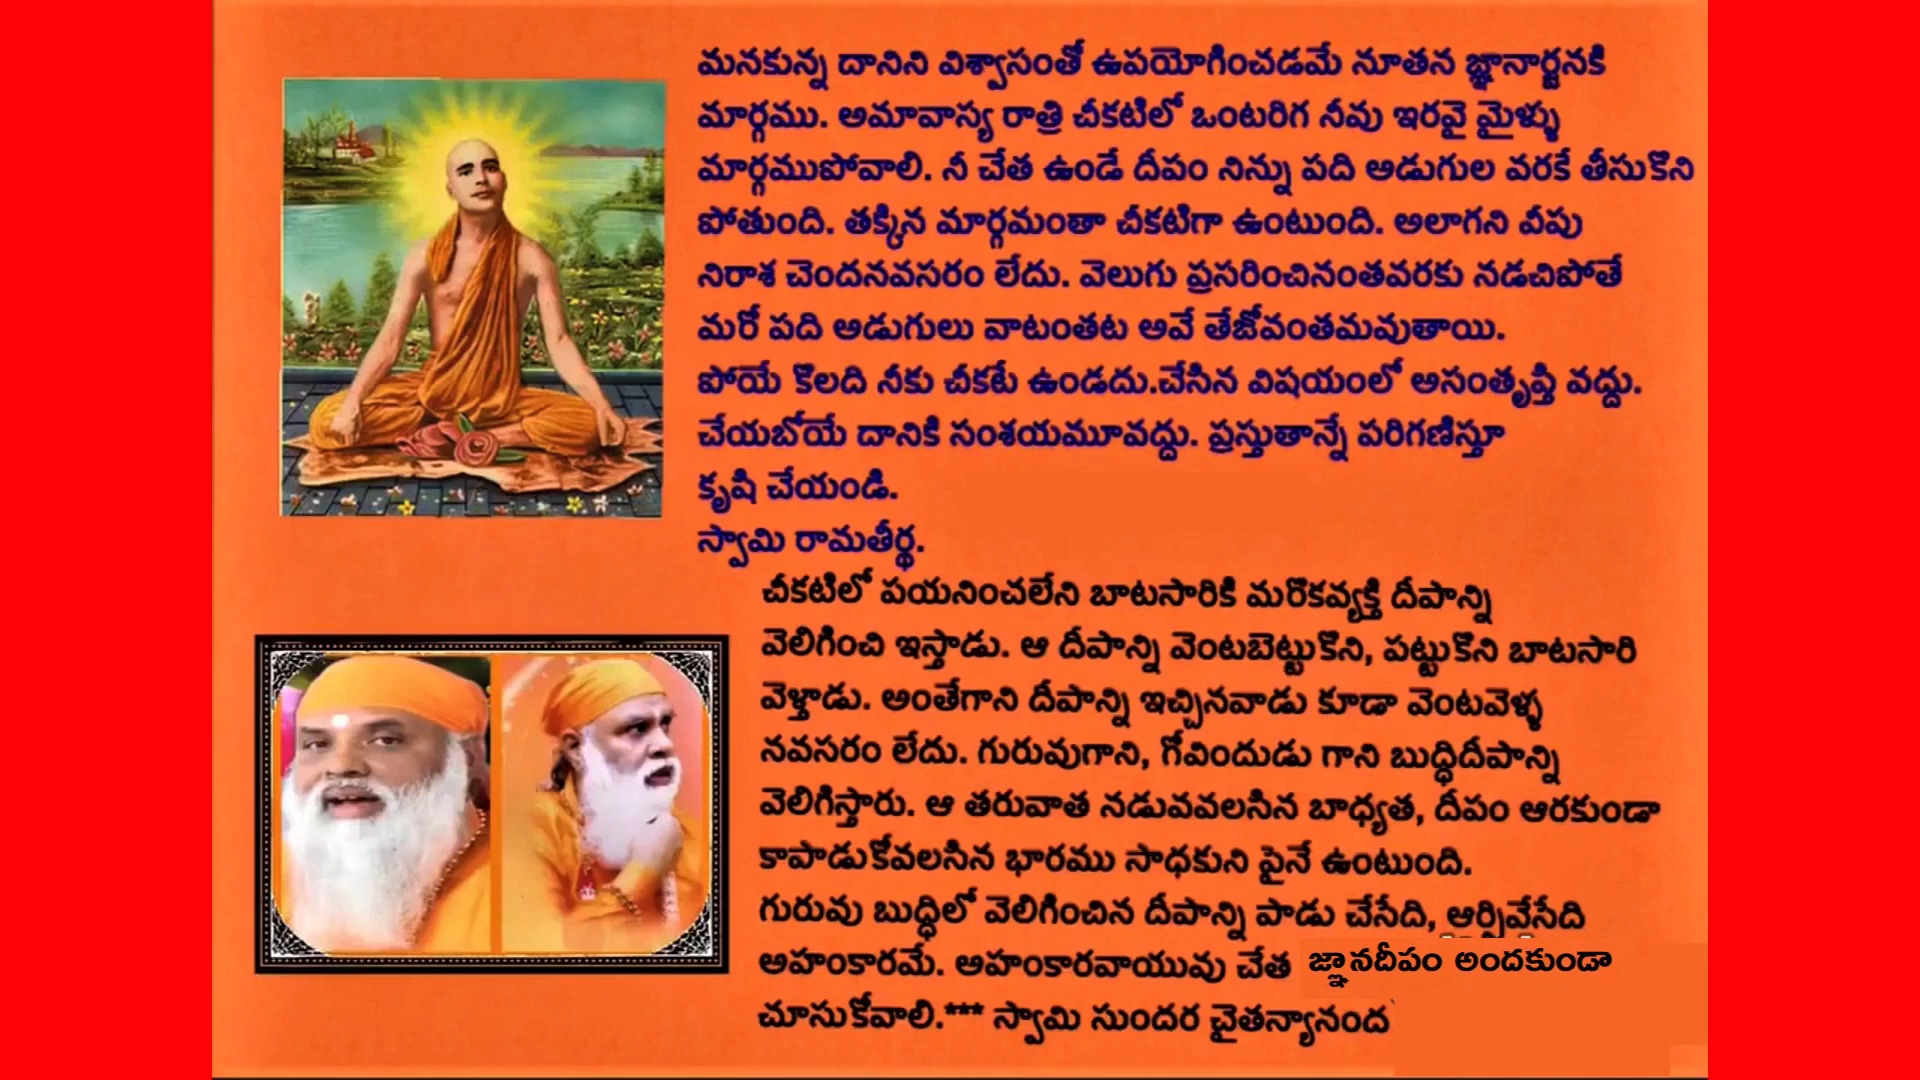 మనకున్న దానిని విశ్వాసంతో ఉపయోగించడమే నూతన జ్ఞానార్జనకి
మార్గము. అమావాస్య రాత్రి చీకటిలో ఒంటరిగ నీవు ఇరవై మైళ్ళు
మార్గముపోవాలి. నీ చేత ఉండే దీపం నిన్ను పది అడుగుల వరకే తీసుకొని
పోతుంది. తక్కిన మార్గమంతా చీకటిగా ఉంటుంది. అలాగని వీపు
నిరాశ చెందనవసరం లేదు. వెలుగు ప్రసరించినంతవరకు నడచిపోతే
మరో పది అడుగులు వాటంతట అవే తేజోవంతమవుతాయి.
పోయే కొలది నీకు చీకటే ఉండదు.చేసిన విషయంలో అసంతృప్తి వద్దు.
చేయబోయే దానికి సంశయమూవద్దు. ప్రస్తుతాన్నే పరిగణిస్తూ
కృషి చేయండి.
స్వామి రామతీర్థ.
చీకటిలో పయనించలేని బాటసారికి మరొకవ్యక్తి దీపాన్ని
వెలిగించి ఇస్తాడు. ఆ దీపాన్ని వెంటబెట్టుకొని, పట్టుకొని బాటసారి
వెళ్తాడు. అంతేగాని దీపాన్ని ఇచ్చినవాడు కూడా వెంటవెళ్ళ
నవసరం లేదు. గురువుగాని, గోవిందుడు గాని బుద్ధిదీపాన్ని
వెలిగిస్తారు. ఆ తరువాత నడువవలసిన బాధ్యత, దీపం ఆరకుండా
కాపాడుకోవలసిన భారము సాధకుని పైనే ఉంటుంది.
గురువు బుద్ధిలో వెలిగించిన దీపాన్ని పాడు చేసేది, ఆర్పివేసేది
అహంకారమే. అహంకారవాయువు చేత జ్ఞానదీపం అందకుండా
చూసుకోవాలి.*** స్వామి సుందర చైతన్యానంద